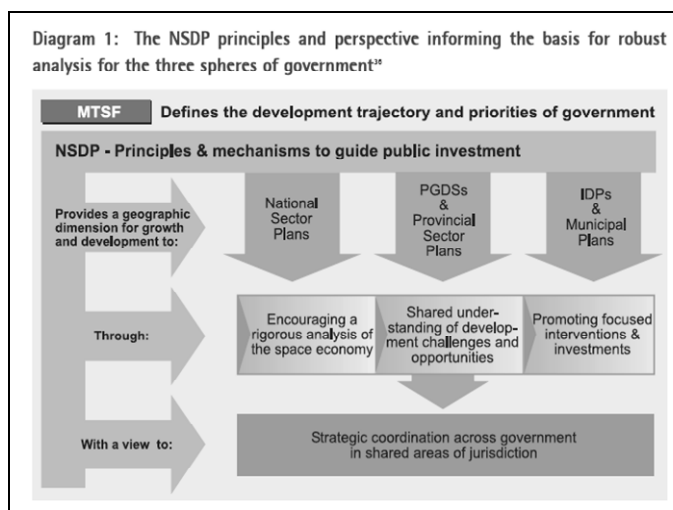 Diagram 1: The NSDP principles and perspective informing the basis for robust
analysis for the three spheres of government³⁶
MTSF Defines the development trajectory and priorities of government
NSDP - Principles & mechanisms to guide public investment
Provides a geographic
dimension for growth
and development to:
National
Sector
Plans
PGDSs
&
Provincial
Sector
Plans
IDPs
&
Municipal
Plans
Through:
Encouraging a
rigorous analysis of
the space economy
Shared under-
standing of develop-
ment challenges and
opportunities
Promoting focused
interventions &
investments
With a view to:
Strategic coordination across government
in shared areas of jurisdiction